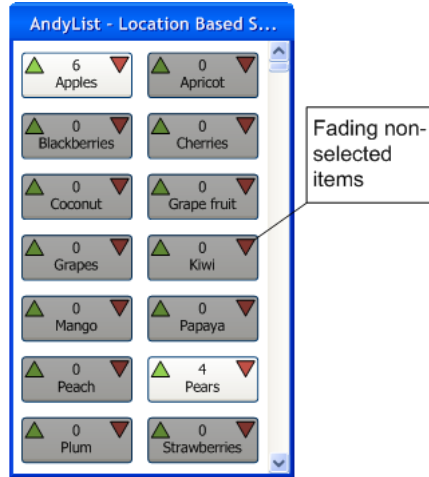 AndyList - Location Based S...
6 0
Apples Apricot
0 0
Blackberries Cherries
0 0
Coconut Grape fruit
0 0
Grapes Kiwi
0 0
Mango Papaya
0 4
Peach Pears
0 0
Plum Strawberries
Fading non-
selected
items